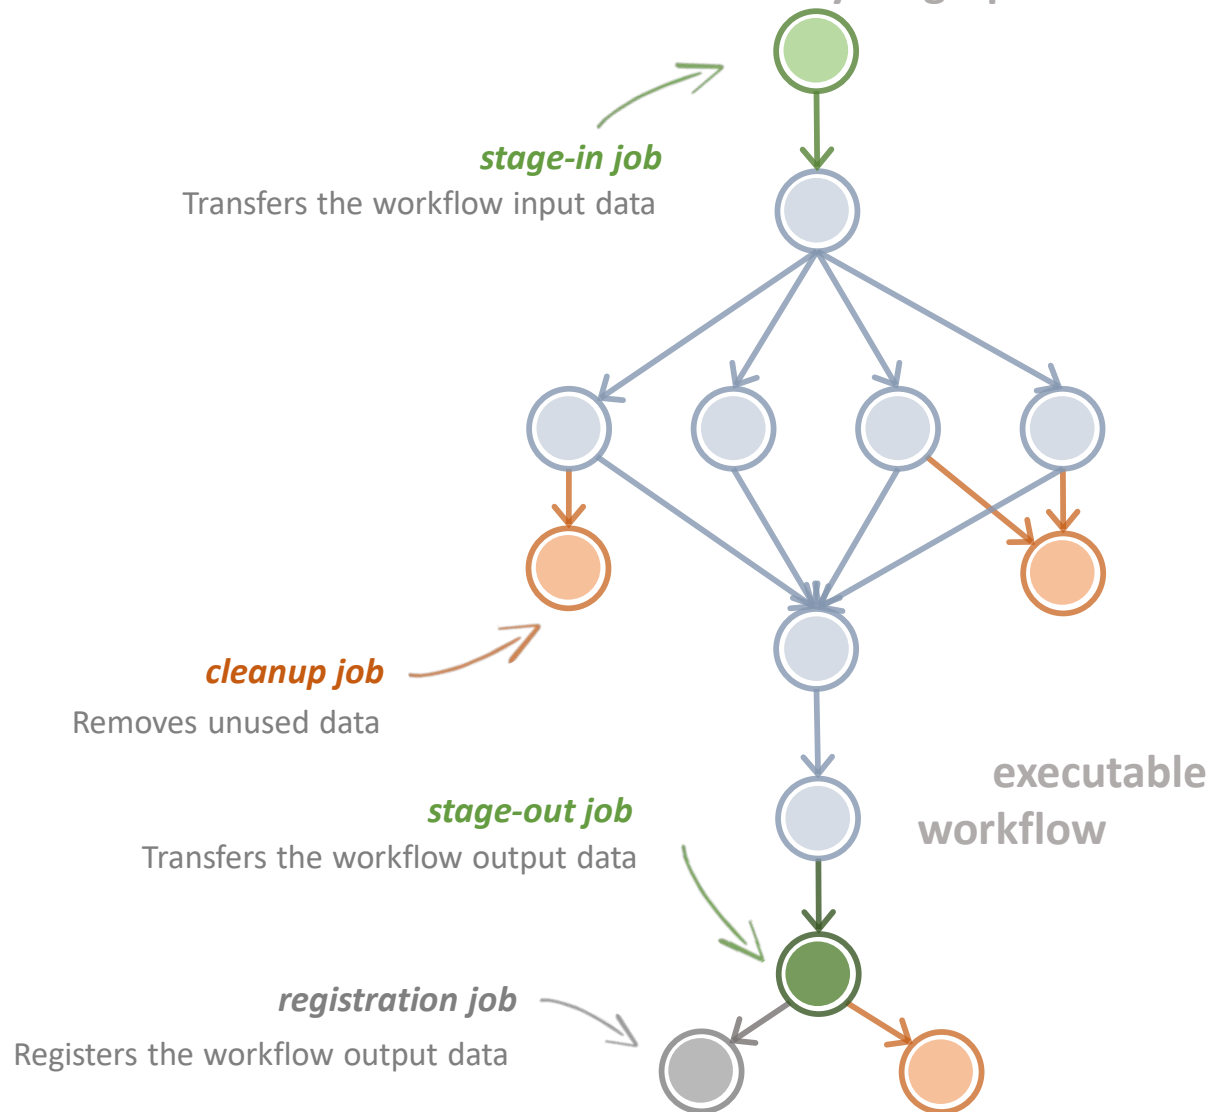 stage-in job
Transfers the workflow input data
cleanup job
Removes unused data
executable
workflow
stage-out job
Transfers the workflow output data
registration job
Registers the workflow output data